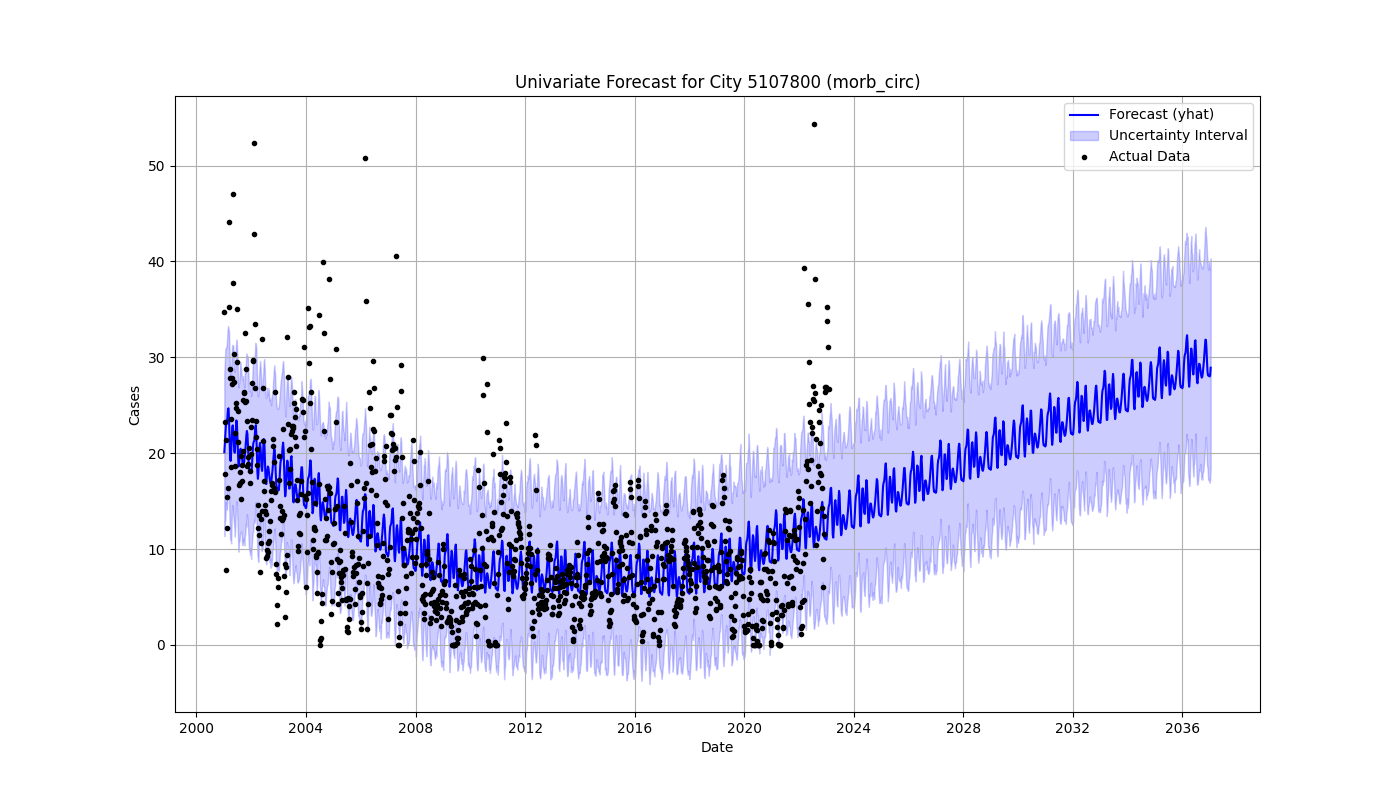 Univariate Forecast for City 5107800 (morb_circ)
Forecast (yhat)
Uncertainty Interval
Actual Data
50
40
30
20
10
0
Cases
2000 2004 2008 2012 2016 2020 2024 2028 2032 2036
Date